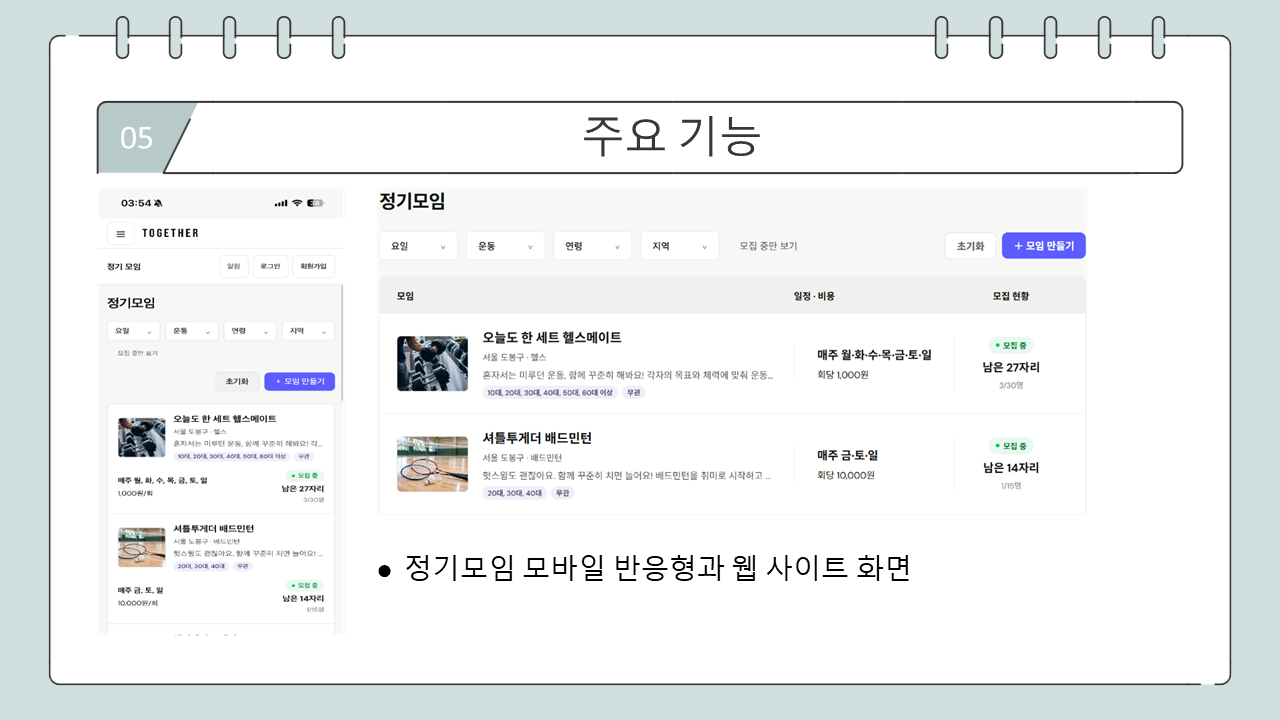 05
주요 기능
03:54
TOGETHER
정기 모임
알림
로그인
회원가입
정기모임
요일
운동
연령
지역
모집 중만 보기
초기화
+ 모임 만들기
오늘도 한 세트 헬스메이트
서울 도봉구 · 헬스
혼자서는 미루던 운동, 함께 꾸준히 해봐요! 각...
10대, 20대, 30대, 40대, 50대, 60대 이상
무관
매주 월, 화, 수, 목, 금, 토, 일
1,000원/회
모집 중
남은 27자리
3/30명
셔틀투게더 배드민턴
서울 도봉구 · 배드민턴
헛스윙도 괜찮아요. 함께 꾸준히 치면 늘어요! ...
20대, 30대, 40대
무관
매주 금, 토, 일
10,000원/회
모집 중
남은 14자리
1/15명
정기모임
요일
운동
연령
지역
모집 중만 보기
초기화
+ 모임 만들기
모임
일정 · 비용
모집 현황
오늘도 한 세트 헬스메이트
서울 도봉구 · 헬스
혼자서는 미루던 운동, 함께 꾸준히 해봐요! 각자의 목표와 체력에 맞춰 운동...
10대, 20대, 30대, 40대, 50대, 60대 이상
무관
매주 월·화·수·목·금·토·일
회당 1,000원
모집 중
남은 27자리
3/30명
셔틀투게더 배드민턴
서울 도봉구 · 배드민턴
헛스윙도 괜찮아요. 함께 꾸준히 치면 늘어요! 배드민턴을 취미로 시작하고 ...
20대, 30대, 40대
무관
매주 금·토·일
회당 10,000원
모집 중
남은 14자리
1/15명
● 정기모임 모바일 반응형과 웹 사이트 화면